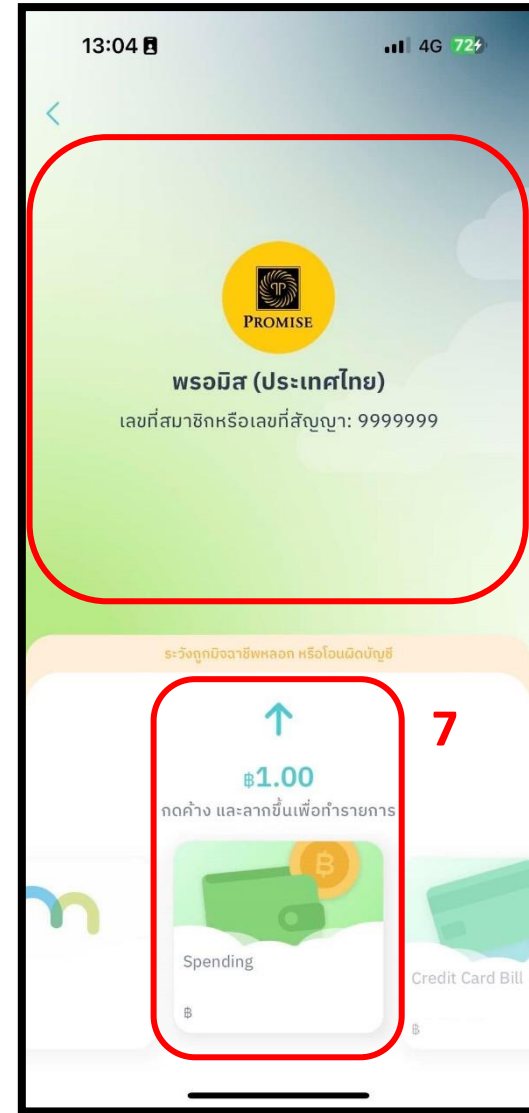 13:04
4G 72
PROMISE
พรอมิส (ประเทศไทย)
เลขที่สมาชิกหรือเลขที่สัญญา: 9999999
ระวังถูกมิจฉาชีพหลอก หรือโอนผิดบัญชี
7
฿1.00
กดค้าง และลากขึ้นเพื่อทำรายการ
Spending
฿
Credit Card Bill
฿